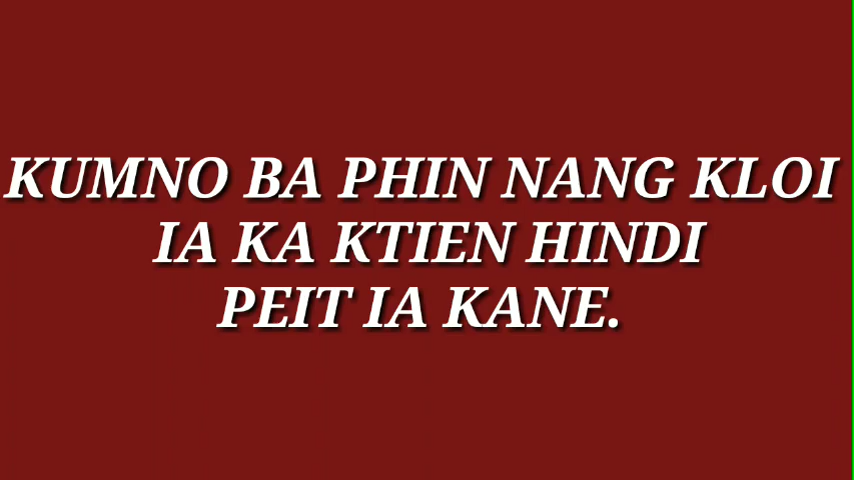 KUMNO BA PHIN NANG KLOI
IA KA KTIEN HINDI
PEIT IA KANE.